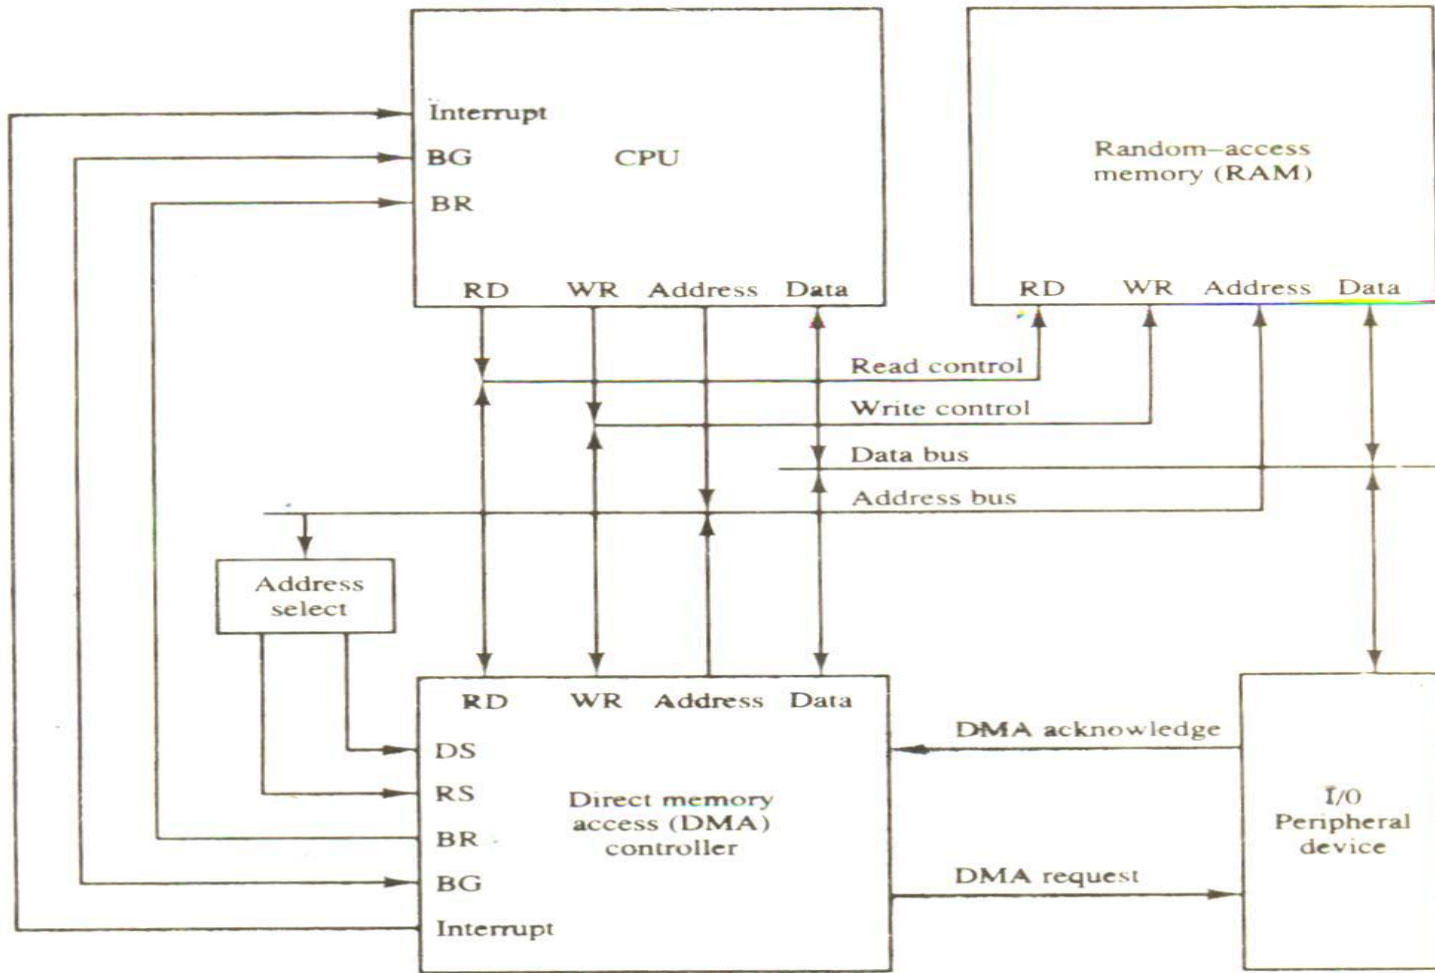 Interrupt
BG
CPU
BR
RD WR Address Data
Random-access
memory (RAM)
RD WR Address Data
Read control
Write control
Data bus
Address bus
Address
select
RD WR Address Data
DS
RS
BR
BG
Interrupt
Direct memory
access (DMA)
controller
DMA acknowledge
DMA request
I/0
Peripheral
device